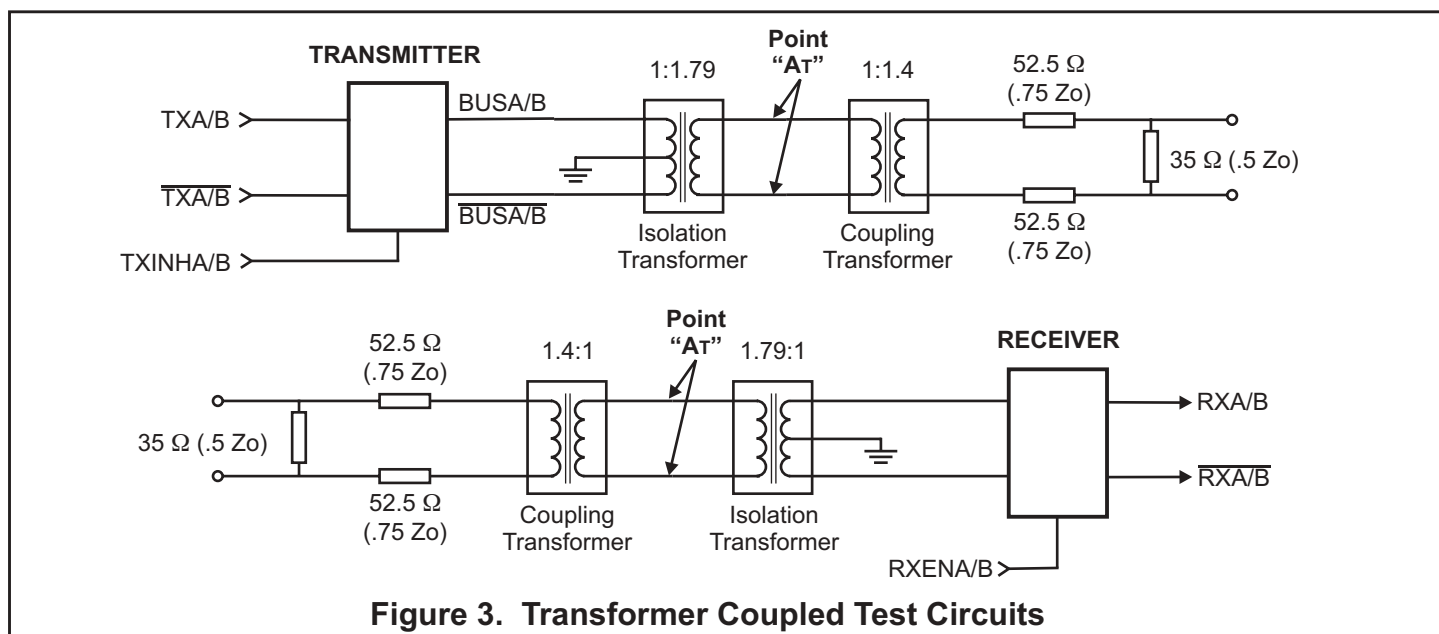 TRANSMITTER
Point
“AT”
1:1.79
1:1.4
52.5 Ω
(.75 Zo)
TXA/B
BUSA/B
35 Ω (.5 Zo)
TXA/B
BUSA/B
52.5 Ω
(.75 Zo)
Isolation
Transformer
Coupling
Transformer
TXINHA/B
Point
“AT”
52.5 Ω
(.75 Zo)
1.4:1
1.79:1
RECEIVER
RXA/B
35 Ω (.5 Zo)
RXA/B
52.5 Ω
(.75 Zo)
Coupling
Transformer
Isolation
Transformer
RXENA/B
Figure 3. Transformer Coupled Test Circuits